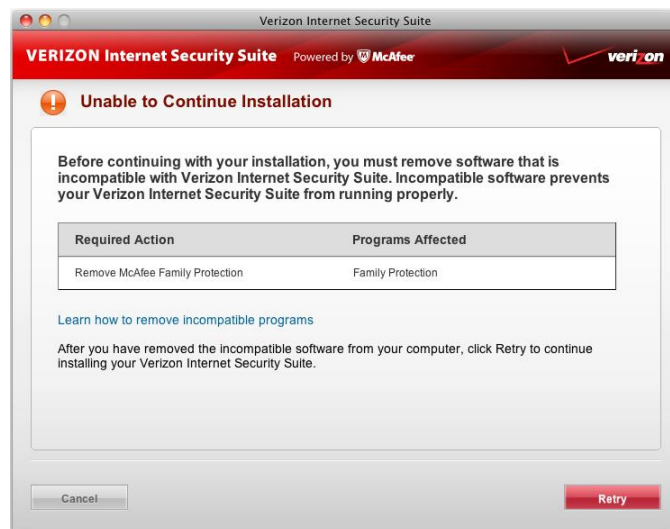 Verizon Internet Security Suite
VERIZON Internet Security Suite Powered by McAfee verizon
Unable to Continue Installation
Before continuing with your installation, you must remove software that is
incompatible with Verizon Internet Security Suite. Incompatible software prevents
your Verizon Internet Security Suite from running properly.
Required Action Programs Affected
Remove McAfee Family Protection Family Protection
Learn how to remove incompatible programs
After you have removed the incompatible software from your computer, click Retry to continue
installing your Verizon Internet Security Suite.
Cancel Retry